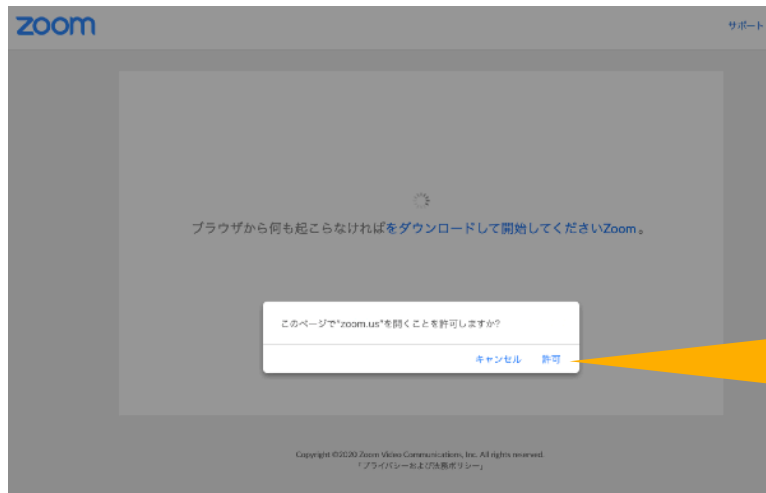 zoom
サポート
ブラウザから何も起こらなければをダウンロードして開始してくださいZoom。
このページで"zoom.us"を開くことを許可しますか?
キャンセル 許可
Copyright ©2020 Zoom Video Communications, Inc. All rights reserved.
「プライバシーおよび法務ポリシー」